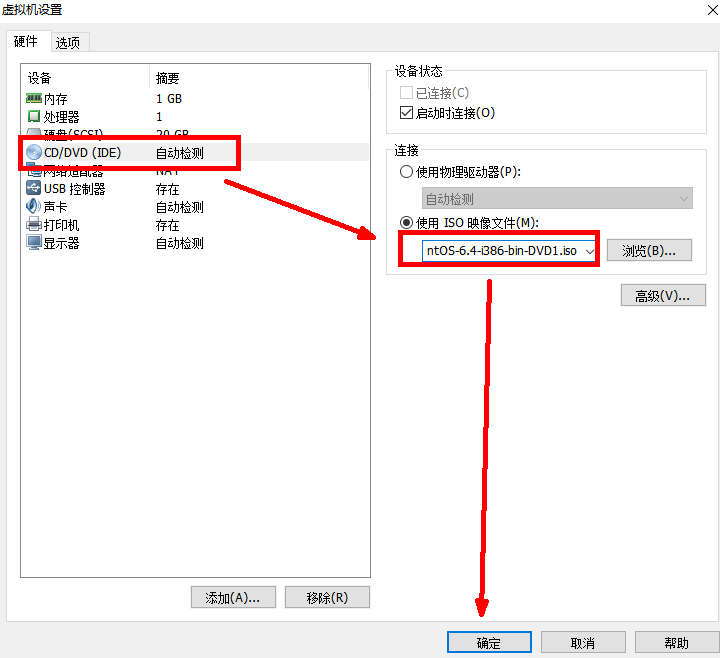 虚拟机设置
硬件 选项
设备 摘要
内存 1 GB
处理器 1
硬盘(SCSI) 20 GB
CD/DVD (IDE) 自动检测
网络适配器 NAT
USB 控制器 存在
声卡 自动检测
打印机 存在
显示器 自动检测
添加(A)... 移除(R)
设备状态
已连接(C)
启动时连接(O)
连接
使用物理驱动器(P):
自动检测
使用 ISO 映像文件(M):
ntOS-6.4-i386-bin-DVD1.iso 浏览(B)...
高级(V)...
确定 取消 帮助